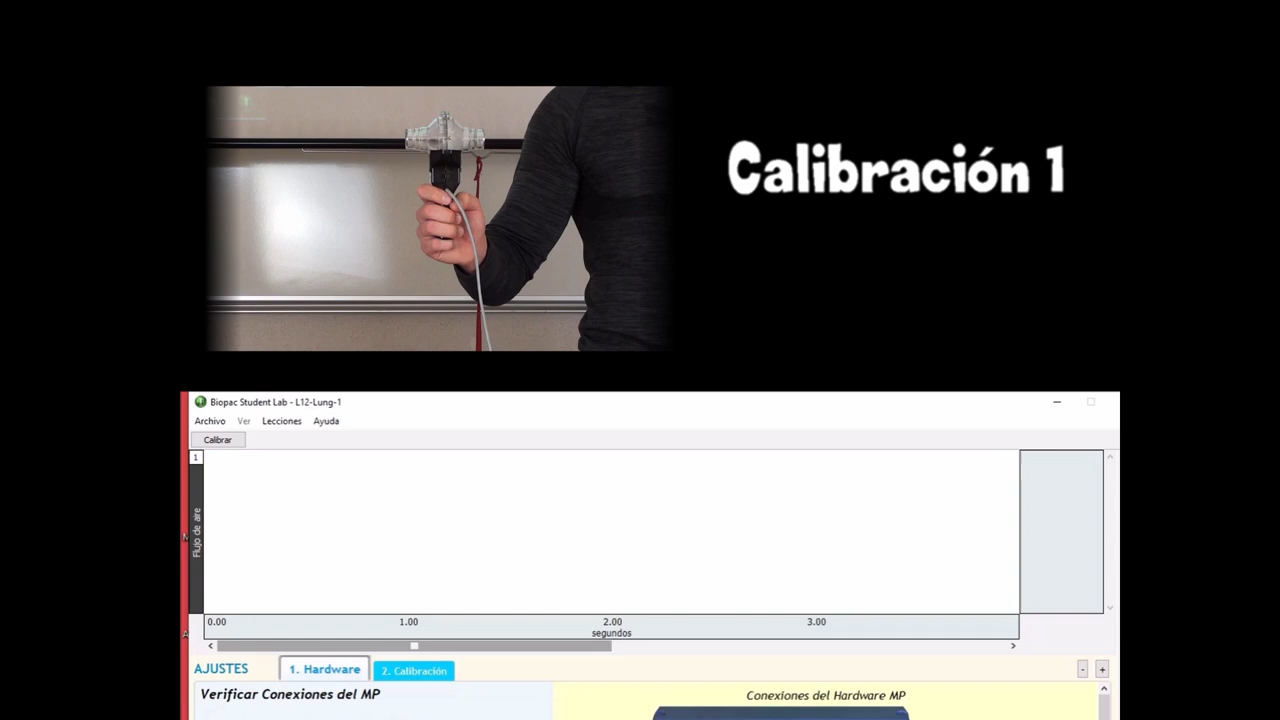 Calibración 1
Biopac Student Lab - L12-Lung-1
Archivo Ver Lecciones Ayuda
Calibrar
1
Flujo de aire
0.00 1.00 2.00 3.00
segundos
AJUSTES 1. Hardware 2. Calibración - +
Verificar Conexiones del MP
Conexiones del Hardware MP